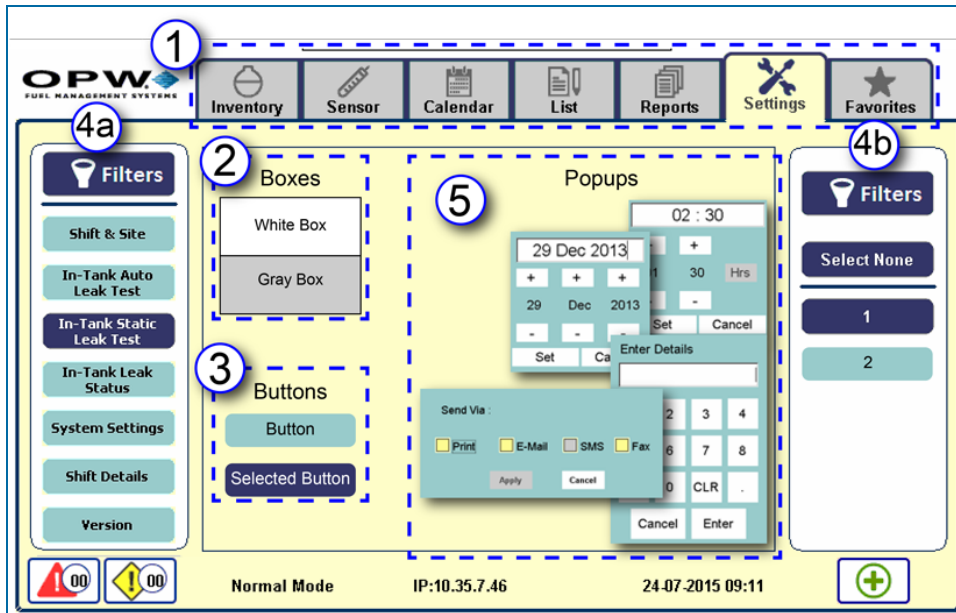 1
OPW
FUEL MANAGEMENT SYSTEMS
Inventory
Sensor
Calendar
List
Reports
Settings
Favorites
4a
Filters
Shift & Site
In-Tank Auto
Leak Test
In-Tank Static
Leak Test
In-Tank Leak
Status
System Settings
Shift Details
Version
2
Boxes
White Box
Gray Box
3
Buttons
Button
Selected Button
5
Popups
02 : 30
+
30
Hrs
-
Set
Cancel
29 Dec 2013
+ + +
29 Dec 2013
- - -
Set
Enter Details
2 3 4
6 7 8
0 CLR .
Cancel Enter
Send Via :
Print
E-Mail
SMS
Fax
Apply
Cancel
4b
Filters
Select None
1
2
! 00
! 00
Normal Mode
IP:10.35.7.46
24-07-2015 09:11